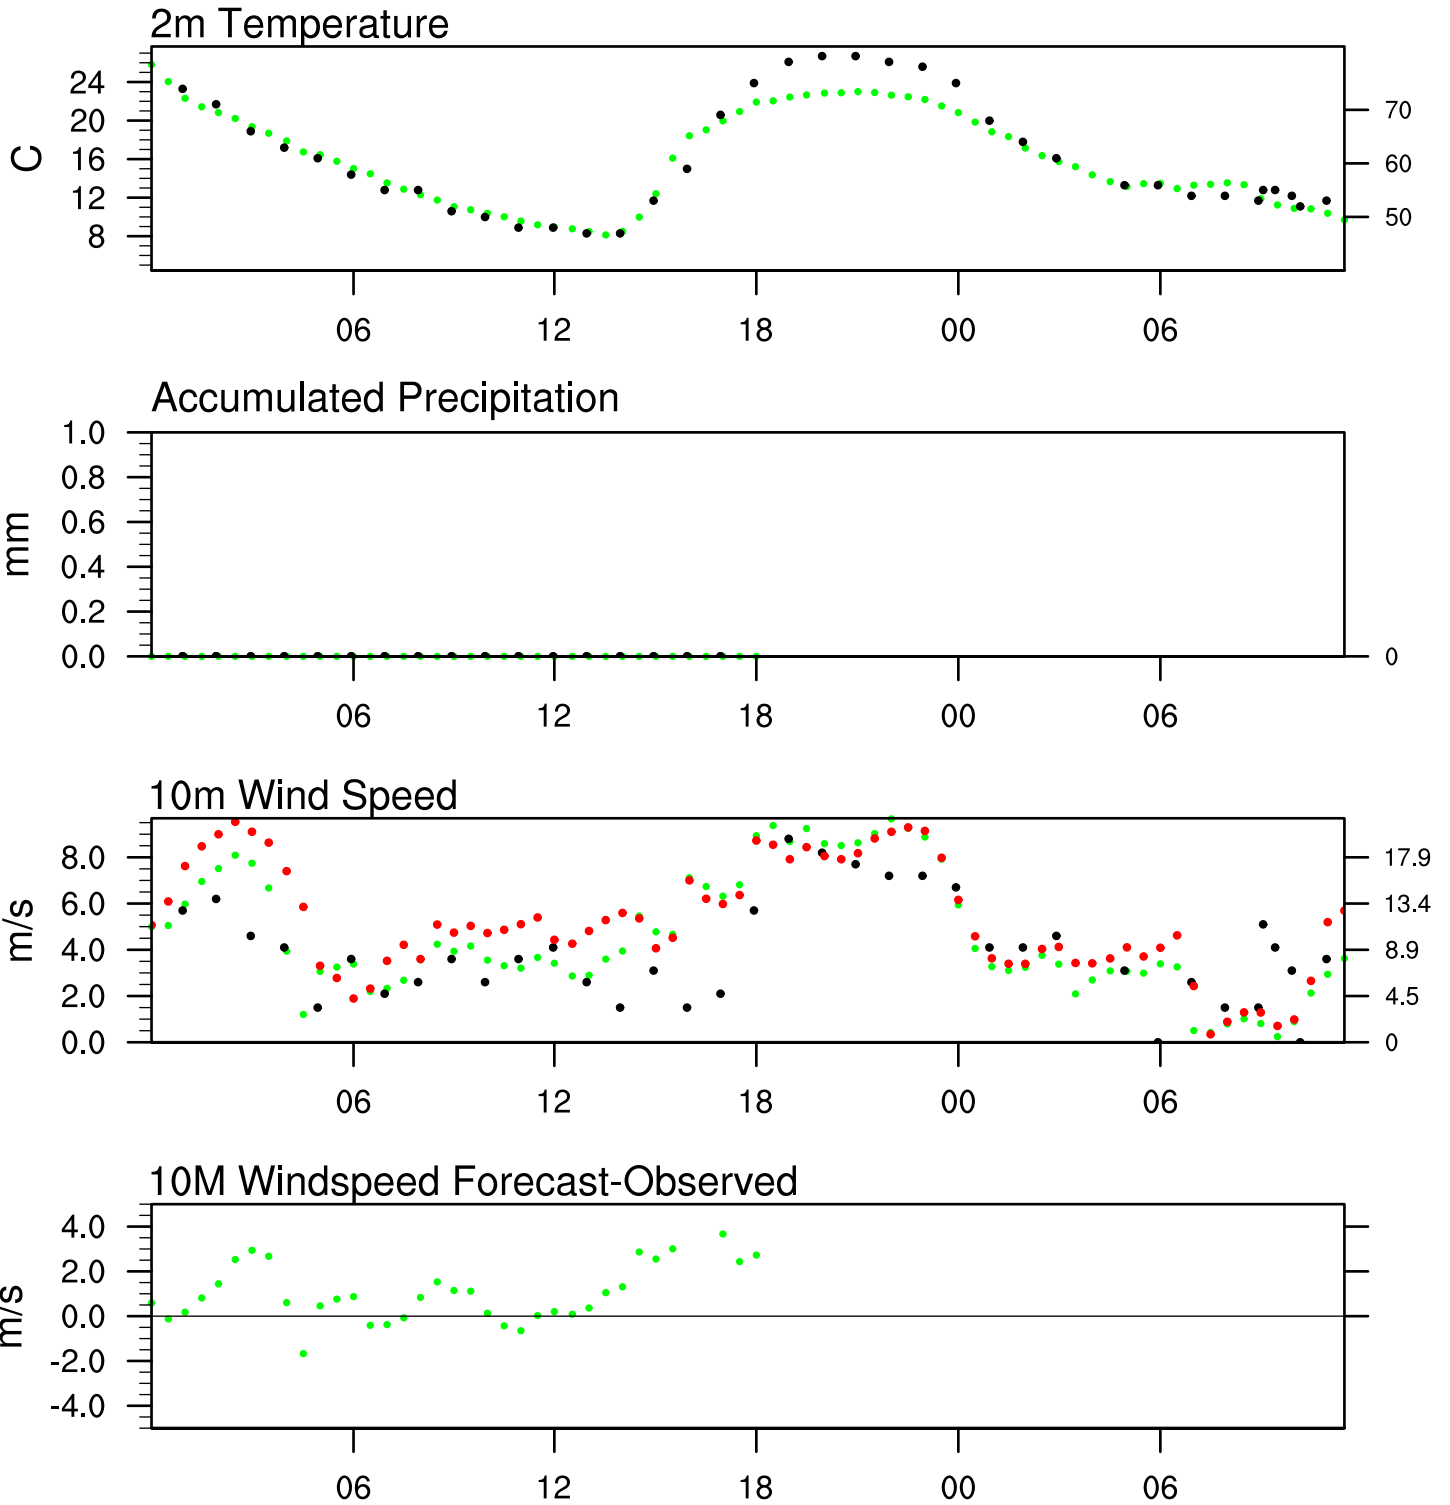 2m Temperature
24
20
16
12
8
C
70
60
50
06 12 18 00 06
Accumulated Precipitation
1.0
0.8
0.6
0.4
0.2
0.0
mm
0
06 12 18 00 06
10m Wind Speed
8.0
6.0
4.0
2.0
0.0
m/s
17.9
13.4
8.9
4.5
0
06 12 18 00 06
10M Windspeed Forecast-Observed
4.0
2.0
0.0
-2.0
-4.0
m/s
06 12 18 00 06